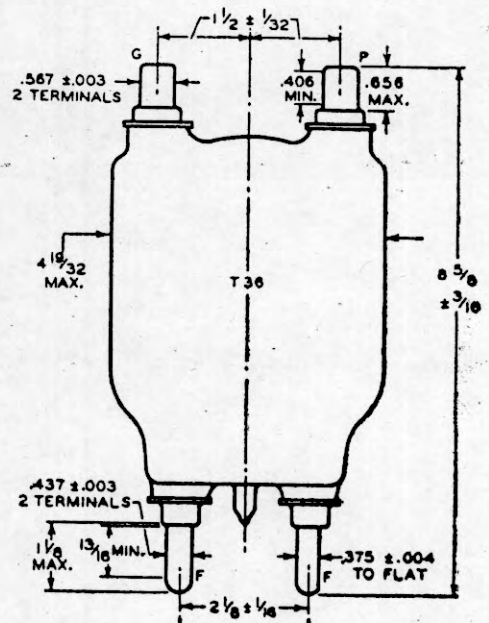 1 1/2 ± 1/32
G
P
.567 ±.003
2 TERMINALS
.406
MIN.
.656
MAX.
4 19/32
MAX.
T 36
8 5/8
± 3/16
.437 ±.003
2 TERMINALS
1 1/8
MAX.
13/16 MIN.
F
F
.375 ±.004
TO FLAT
2 1/8 ± 1/16